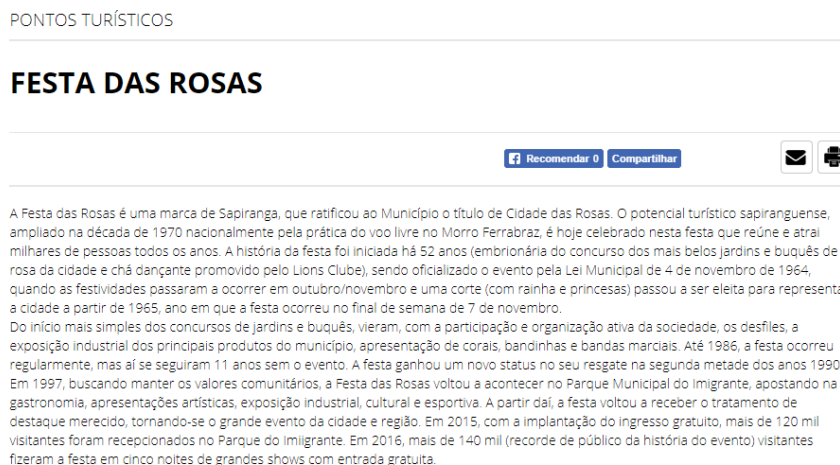 PONTOS TURÍSTICOS
FESTA DAS ROSAS
Recomendar 0 Compartilhar
A Festa das Rosas é uma marca de Sapiranga, que ratificou ao Município o título de Cidade das Rosas. O potencial turístico sapiranguense,
ampliado na década de 1970 nacionalmente pela prática do voo livre no Morro Ferrabraz, é hoje celebrado nesta festa que reúne e atrai
milhares de pessoas todos os anos. A história da festa foi iniciada há 52 anos (embrionária do concurso dos mais belos jardins e buquês de
rosa da cidade e chá dançante promovido pelo Lions Clube), sendo oficializado o evento pela Lei Municipal de 4 de novembro de 1964,
quando as festividades passaram a ocorrer em outubro/novembro e uma corte (com rainha e princesas) passou a ser eleita para representa
a cidade a partir de 1965, ano em que a festa ocorreu no final de semana de 7 de novembro.
Do início mais simples dos concursos de jardins e buquês, vieram, com a participação e organização ativa da sociedade, os desfiles, a
exposição industrial dos principais produtos do município, apresentação de corais, bandinhas e bandas marciais. Até 1986, a festa ocorreu
regularmente, mas aí se seguiram 11 anos sem o evento. A festa ganhou um novo status no seu resgate na segunda metade dos anos 1990
Em 1997, buscando manter os valores comunitários, a Festa das Rosas voltou a acontecer no Parque Municipal do Imigrante, apostando na
gastronomia, apresentações artísticas, exposição industrial, cultural e esportiva. A partir daí, a festa voltou a receber o tratamento de
destaque merecido, tornando-se o grande evento da cidade e região. Em 2015, com a implantação do ingresso gratuito, mais de 120 mil
visitantes foram recepcionados no Parque do Imiigrante. Em 2016, mais de 140 mil (recorde de público da história do evento) visitantes
fizeram a festa em cinco noites de grandes shows com entrada gratuita.